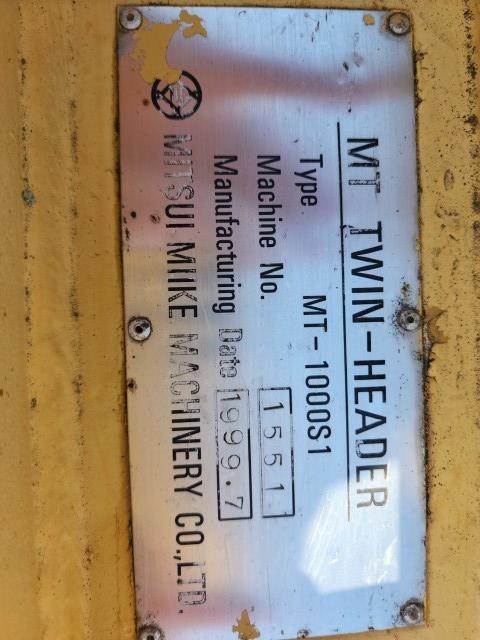 MT TWIN-HEADER
Type MT-1000S1
Machine No. 1551
Manufacturing Date 1999.7
MITSUI MIIKE MACHINERY CO.,LTD.